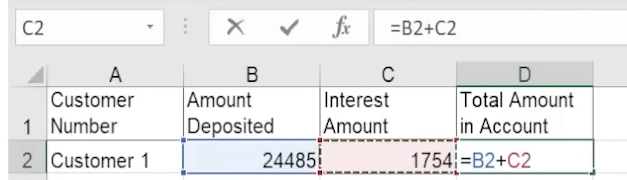 C2 =B2+C2
A B C D
1 Customer Number Amount Deposited Interest Amount Total Amount in Account
2 Customer 1 24485 1754 =B2+C2